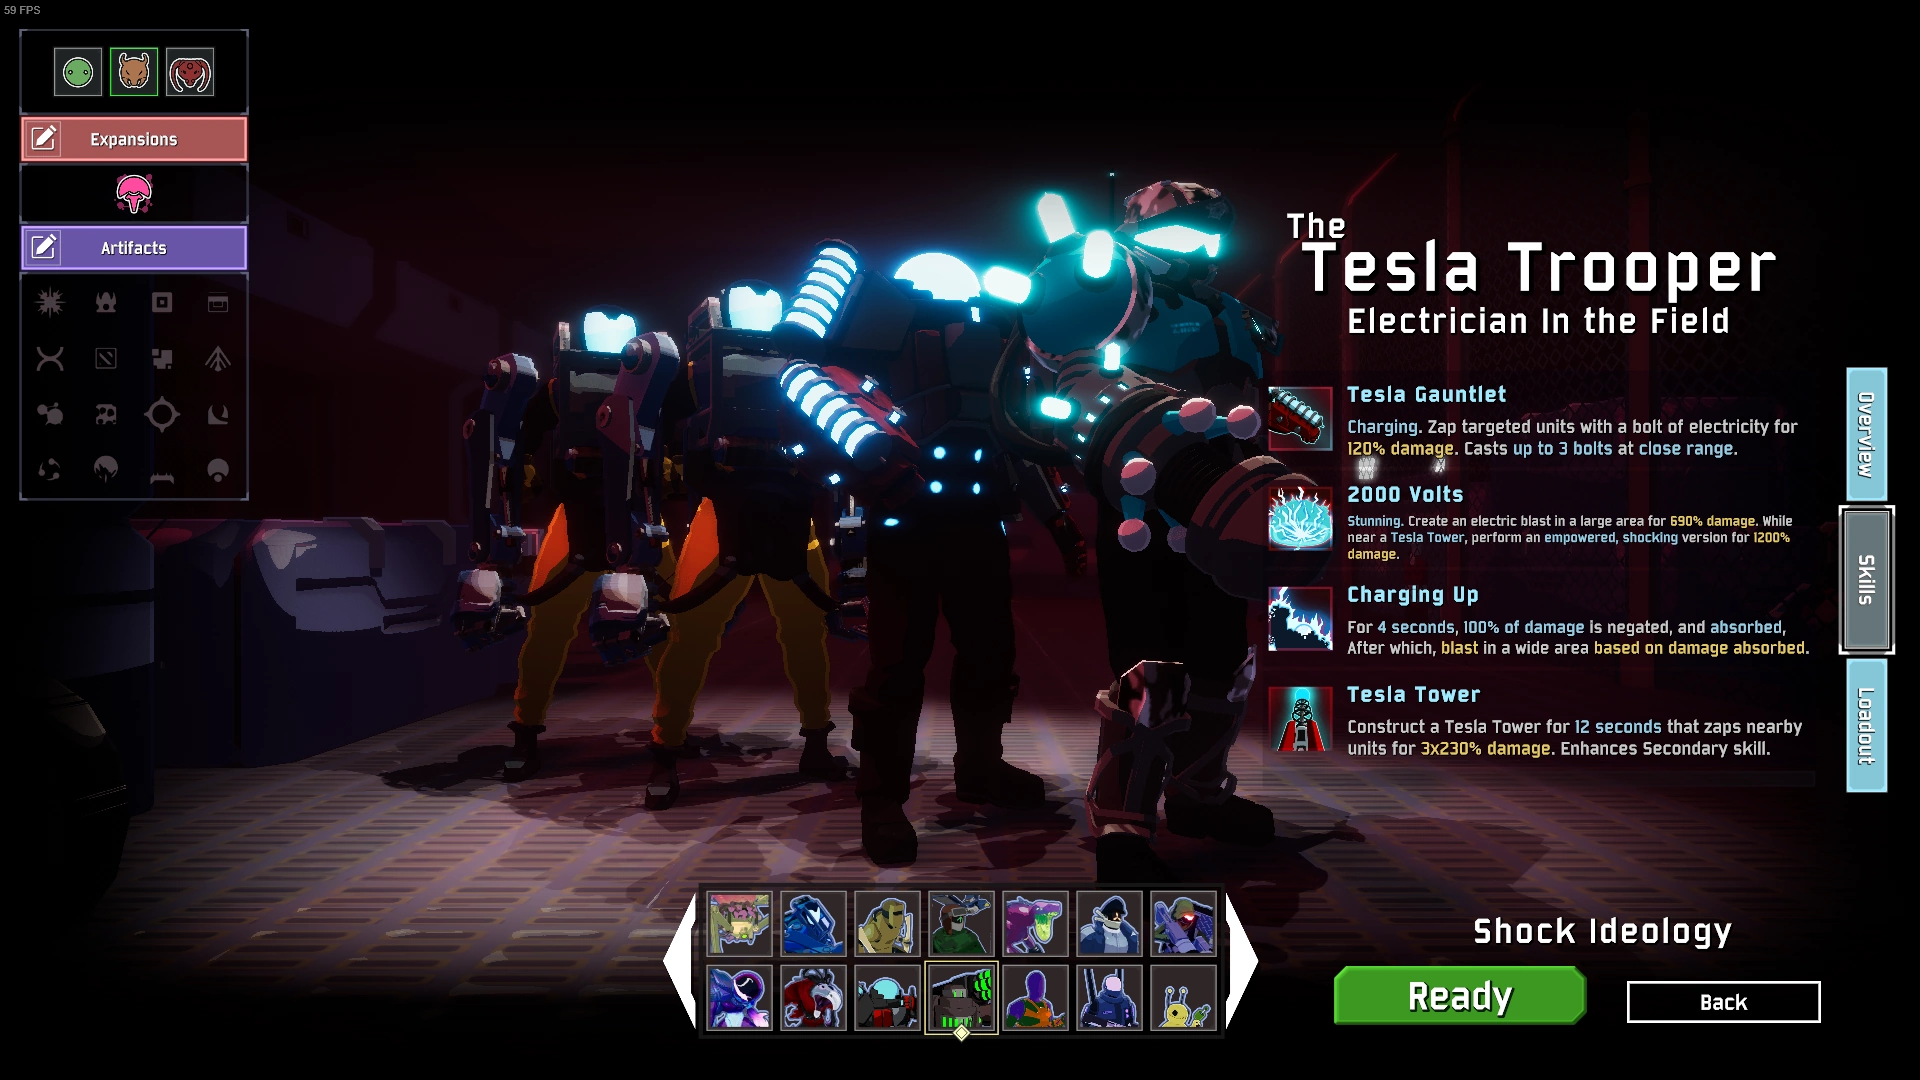 59 FPS
Expansions
Artifacts
The
Tesla Trooper
Electrician In the Field
Tesla Gauntlet
Charging. Zap targeted units with a bolt of electricity for
120% damage. Casts up to 3 bolts at close range.
2000 Volts
Stunning. Create an electric blast in a large area for 690% damage. While
near a Tesla Tower, perform an empowered, shocking version for 1200%
damage.
Charging Up
For 4 seconds, 100% of damage is negated, and absorbed,
After which, blast in a wide area based on damage absorbed.
Tesla Tower
Construct a Tesla Tower for 12 seconds that zaps nearby
units for 3x230% damage. Enhances Secondary skill.
Overview
Skills
Loadout
Shock Ideology
Ready
Back